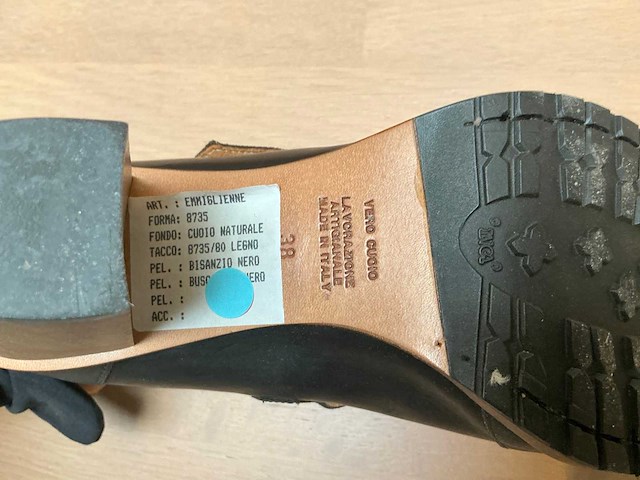 ART. : EMMIGLIENNE
FORMA: 8735
FONDO: CUOIO NATURALE
TACCO: 8735/80 LEGNO
PEL. : BISANZIO NERO
PEL. : NERO
PEL. :
ACC. :
38
VERO CUOIO
LAVORAZIONE
ARTIGIANALE
MADE IN ITALY